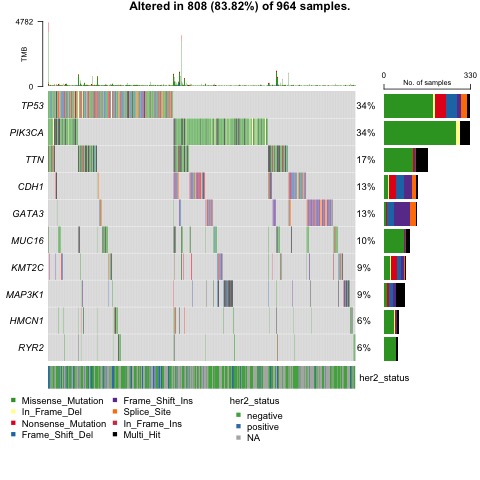 Altered in 808 (83.82%) of 964 samples.
4782
TMB
0
0 330
No. of samples
TP53 34%
PIK3CA 34%
TTN 17%
CDH1 13%
GATA3 13%
MUC16 10%
KMT2C 9%
MAP3K1 9%
HMCN1 6%
RYR2 6%
her2_status
Missense_Mutation
In_Frame_Del
Nonsense_Mutation
Frame_Shift_Del
Frame_Shift_Ins
Splice_Site
In_Frame_Ins
Multi_Hit
her2_status
negative
positive
NA